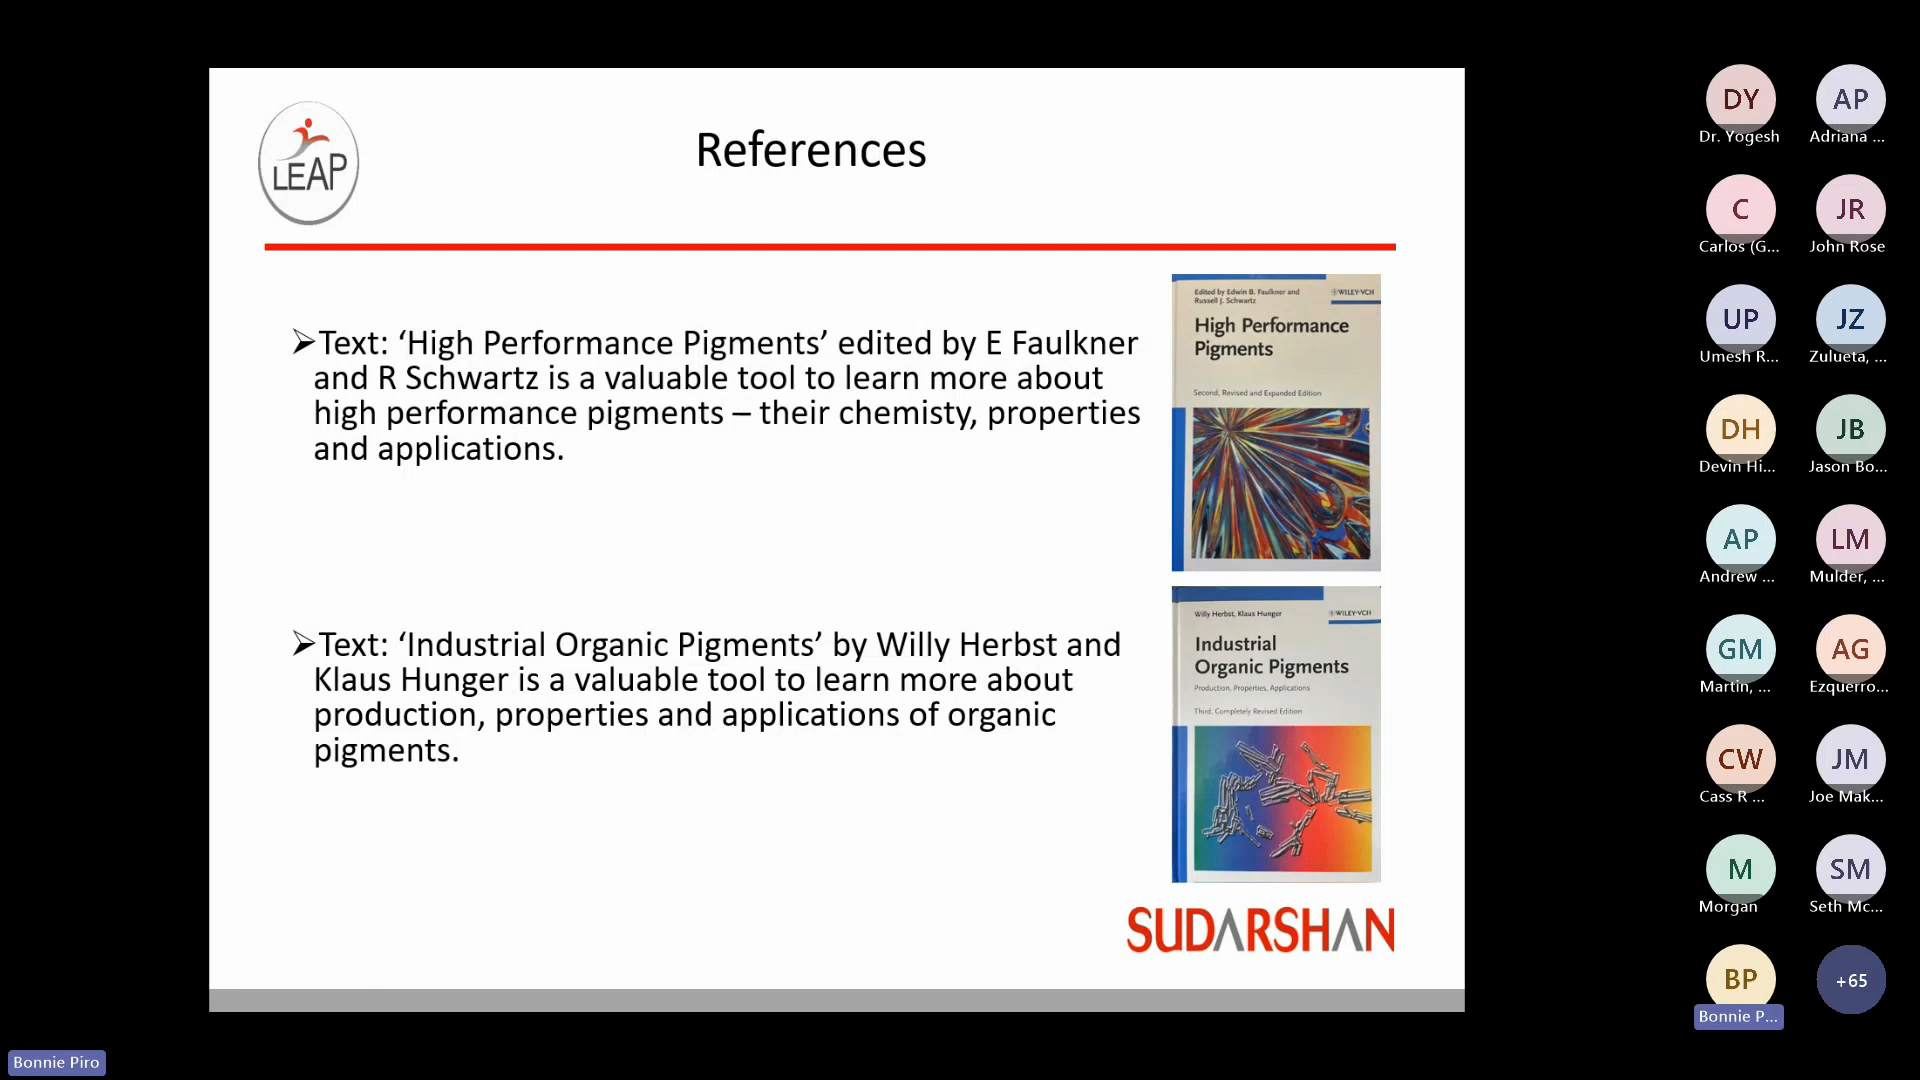 LEAP
References
➢Text: ‘High Performance Pigments’ edited by E Faulkner
and R Schwartz is a valuable tool to learn more about
high performance pigments – their chemisty, properties
and applications.
Edited by Edwin B. Faulkner and
Russell J. Schwartz
WILEY-VCH
High Performance
Pigments
Second, Revised and Expanded Edition
➢Text: ‘Industrial Organic Pigments’ by Willy Herbst and
Klaus Hunger is a valuable tool to learn more about
production, properties and applications of organic
pigments.
Willy Herbst, Klaus Hunger
WILEY-VCH
Industrial
Organic Pigments
Production, Properties, Applications
Third, Completely Revised Edition
SUDARSHAN
DY
Dr. Yogesh
AP
Adriana ...
C
Carlos (G...
JR
John Rose
UP
Umesh R...
JZ
Zulueta, ...
DH
Devin Hi...
JB
Jason Bo...
AP
Andrew ...
LM
Mulder, ...
GM
Martin, ...
AG
Ezquerro...
CW
Cass R ...
JM
Joe Mak...
M
Morgan
SM
Seth Mc...
BP
Bonnie P...
+65
Bonnie Piro